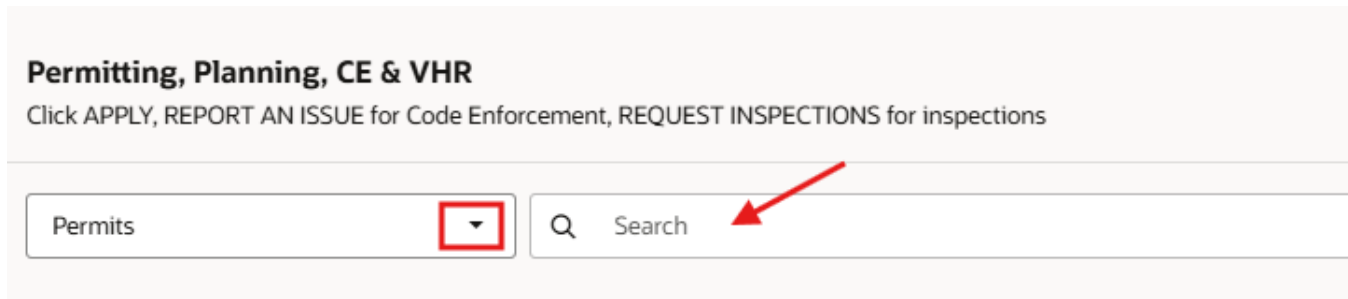 Permitting, Planning, CE & VHR
Click APPLY, REPORT AN ISSUE for Code Enforcement, REQUEST INSPECTIONS for inspections
Permits
Search